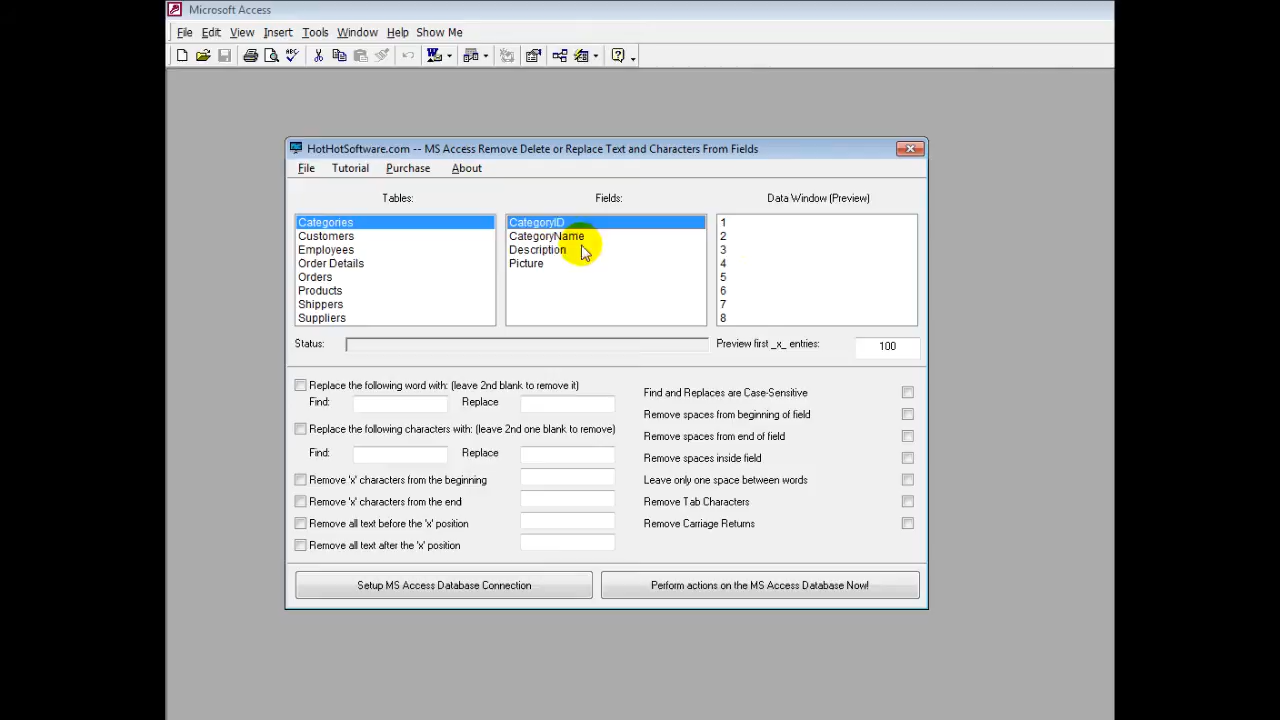 Microsoft Access
File Edit View Insert Tools Window Help Show Me
HotHotSoftware.com -- MS Access Remove Delete or Replace Text and Characters From Fields
File Tutorial Purchase About
Tables: Fields: Data Window (Preview)
Categories CategoryID 1
Customers CategoryName 2
Employees Description 3
Order Details Picture 4
Orders 5
Products 6
Shippers 7
Suppliers 8
Status: Preview first _x_ entries: 100
Replace the following word with: (leave 2nd blank to remove it) Find and Replaces are Case-Sensitive
Find: Replace Remove spaces from beginning of field
Replace the following characters with: (leave 2nd one blank to remove) Remove spaces from end of field
Find: Replace Remove spaces inside field
Remove 'x' characters from the beginning Leave only one space between words
Remove 'x' characters from the end Remove Tab Characters
Remove all text before the 'x' position Remove Carriage Returns
Remove all text after the 'x' position
Setup MS Access Database Connection Perform actions on the MS Access Database Now!